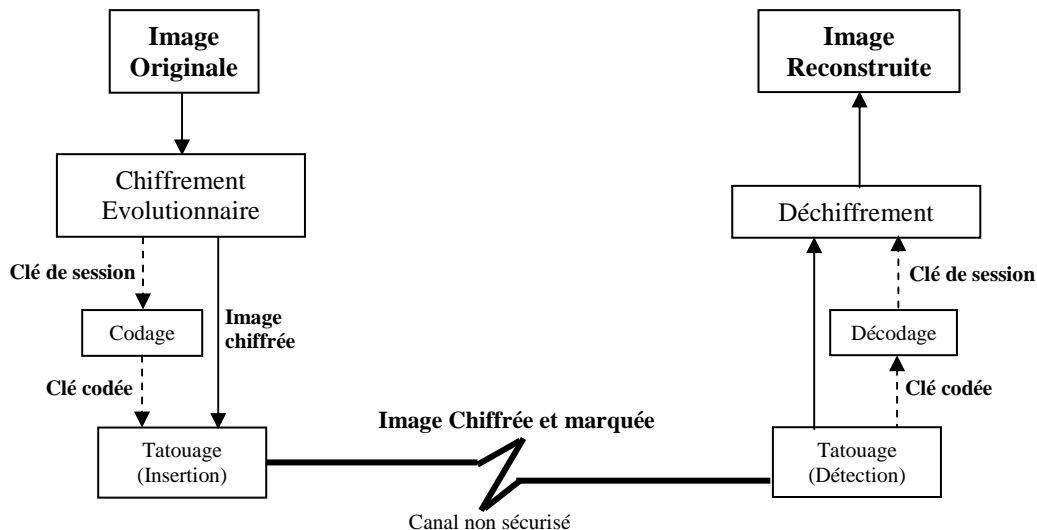 Image
Originale
Chiffrement
Evolutionnaire
Clé de session
Codage
Image
chiffrée
Clé codée
Tatouage
(Insertion)
Image Chiffrée et marquée
Canal non sécurisé
Image
Reconstruite
Déchiffrement
Clé de session
Décodage
Clé codée
Tatouage
(Détection)